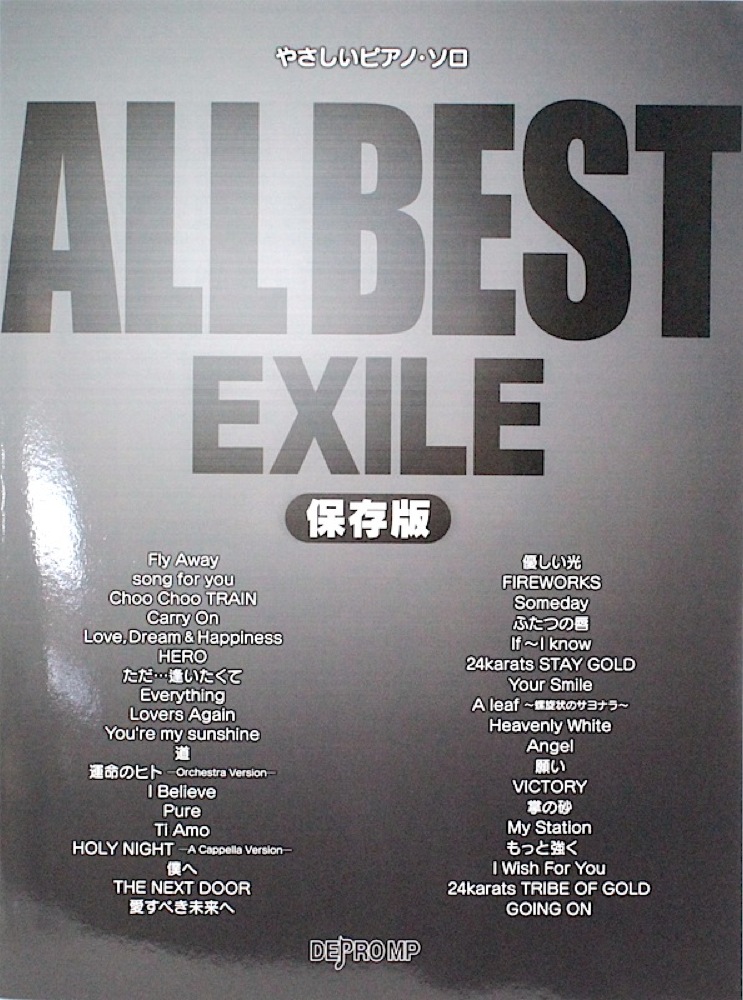 やさしいピアノ・ソロ
ALL BEST
EXILE
保存版
Fly Away
song for you
Choo Choo TRAIN
Carry On
Love,Dream & Happiness
HERO
ただ…逢いたくて
Everything
Lovers Again
You're my sunshine
道
運命のヒト －Orchestra Version－
I Believe
Pure
Ti Amo
HOLY NIGHT －A Cappella Version－
僕へ
THE NEXT DOOR
愛すべき未来へ
優しい光
FIREWORKS
Someday
ふたつの唇
If～I know
24karats STAY GOLD
Your Smile
A leaf ～螺旋状のサヨナラ～
Heavenly White
Angel
願い
VICTORY
掌の砂
My Station
もっと強く
I Wish For You
24karats TRIBE OF GOLD
GOING ON
DEPRO MP